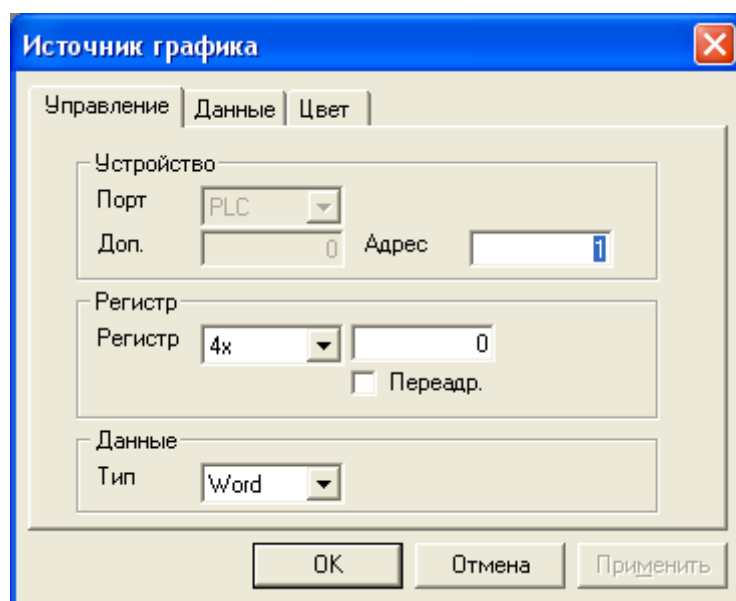 Источник графика
Управление Данные Цвет
Устройство
Порт PLC
Доп. 0 Адрес 1
Регистр
Регистр 4x 0
Переадр.
Данные
Тип Word
OK Отмена Применить